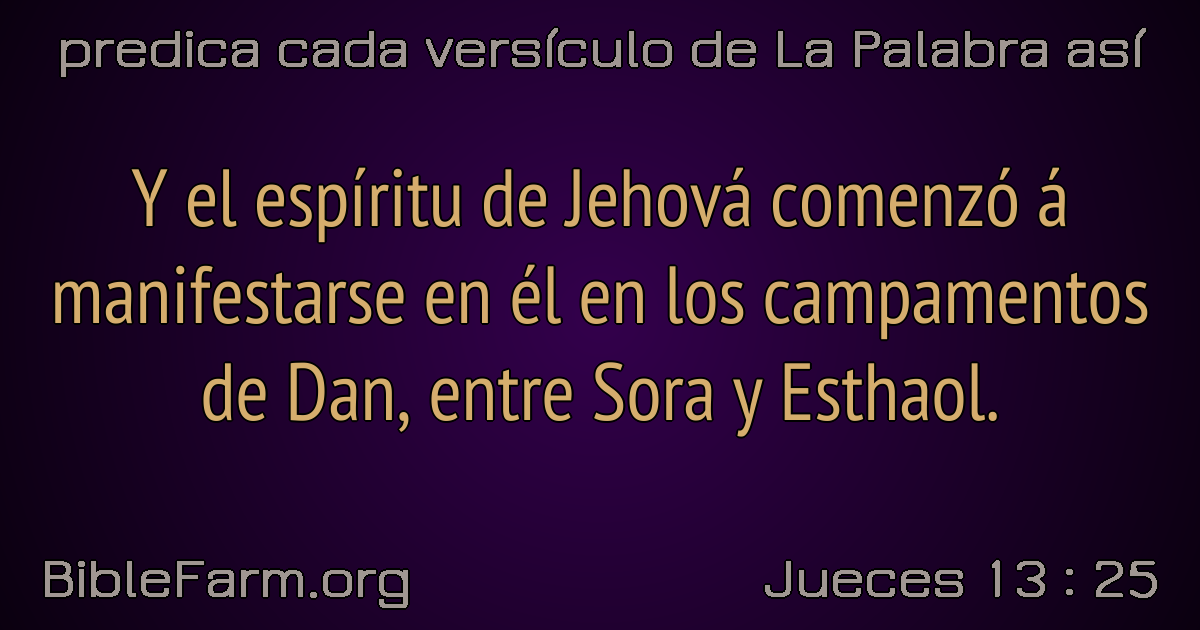 predica cada versículo de La Palabra así
Y el espíritu de Jehová comenzó á
manifestarse en él en los campamentos
de Dan, entre Sora y Esthaol.
BibleFarm.org
Jueces 13 : 25